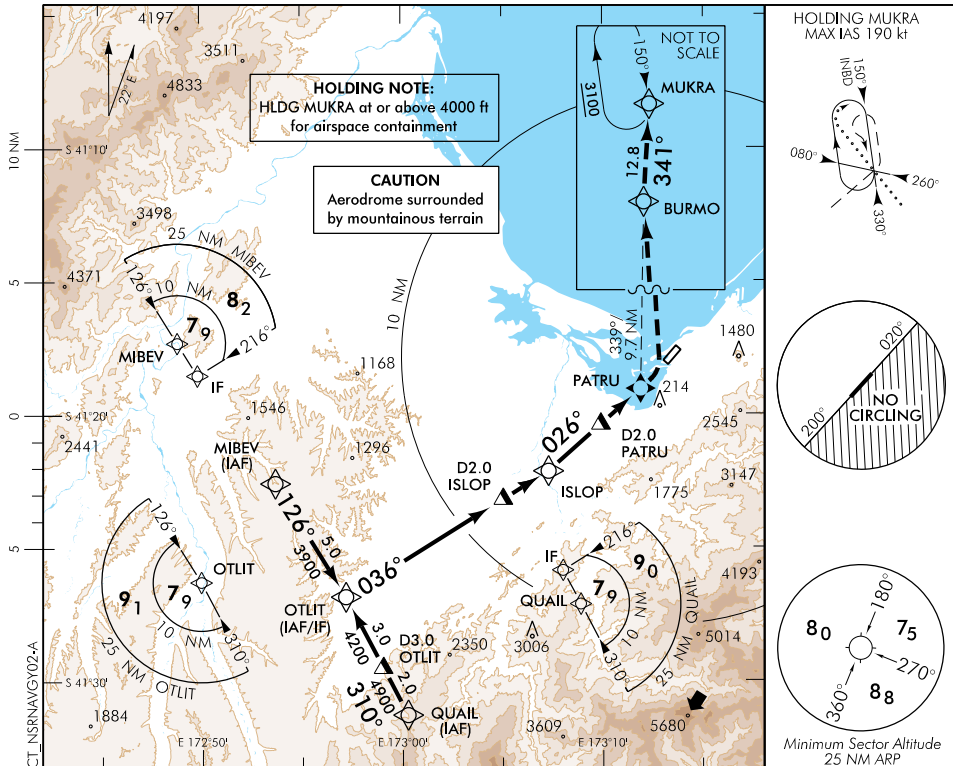 4197
3511
4833
22° E
HOLDING NOTE:
HLDG MUKRA at or above 4000 ft
for airspace containment
NOT TO
SCALE
150°
MUKRA
3100
12.8
341°
BURMO
HOLDING MUKRA
MAX IAS 190 kt
150°
INBD
080°
260°
330°
10 NM
S 41°10'
CAUTION
Aerodrome surrounded
by mountainous terrain
3498
25 NM MIBEV
126°
10 NM
8₂
7₉
216°
4371
5
MIBEV
IF
10 NM
339°
9.7 NM
1480
PATRU
214
1168
0
S 41°20'
2441
1546
1296
MIBEV
(IAF)
026°
D2.0
PATRU
2545
D2.0
ISLOP
ISLOP
3147
1775
020°
NO
CIRCLING
200°
126°
5.0
3900
5
126°
OTLIT
9₁
7₉
10 NM
310°
25 NM OTLIT
036°
OTLIT
(IAF/IF)
3.0
4200
D3.0
OTLIT
2.0
4900
310°
QUAIL
(IAF)
2350
3006
IF
216°
9₀
QUAIL
7₉
10 NM
310°
25 NM QUAIL
4193
5014
5680
3609
S 41°30'
1884
E 172°50'
E 173°00'
E 173°10'
CT_NSRNAVGY02•A
180°
8₀
7₅
270°
360°
8₈
Minimum Sector Altitude
25 NM ARP